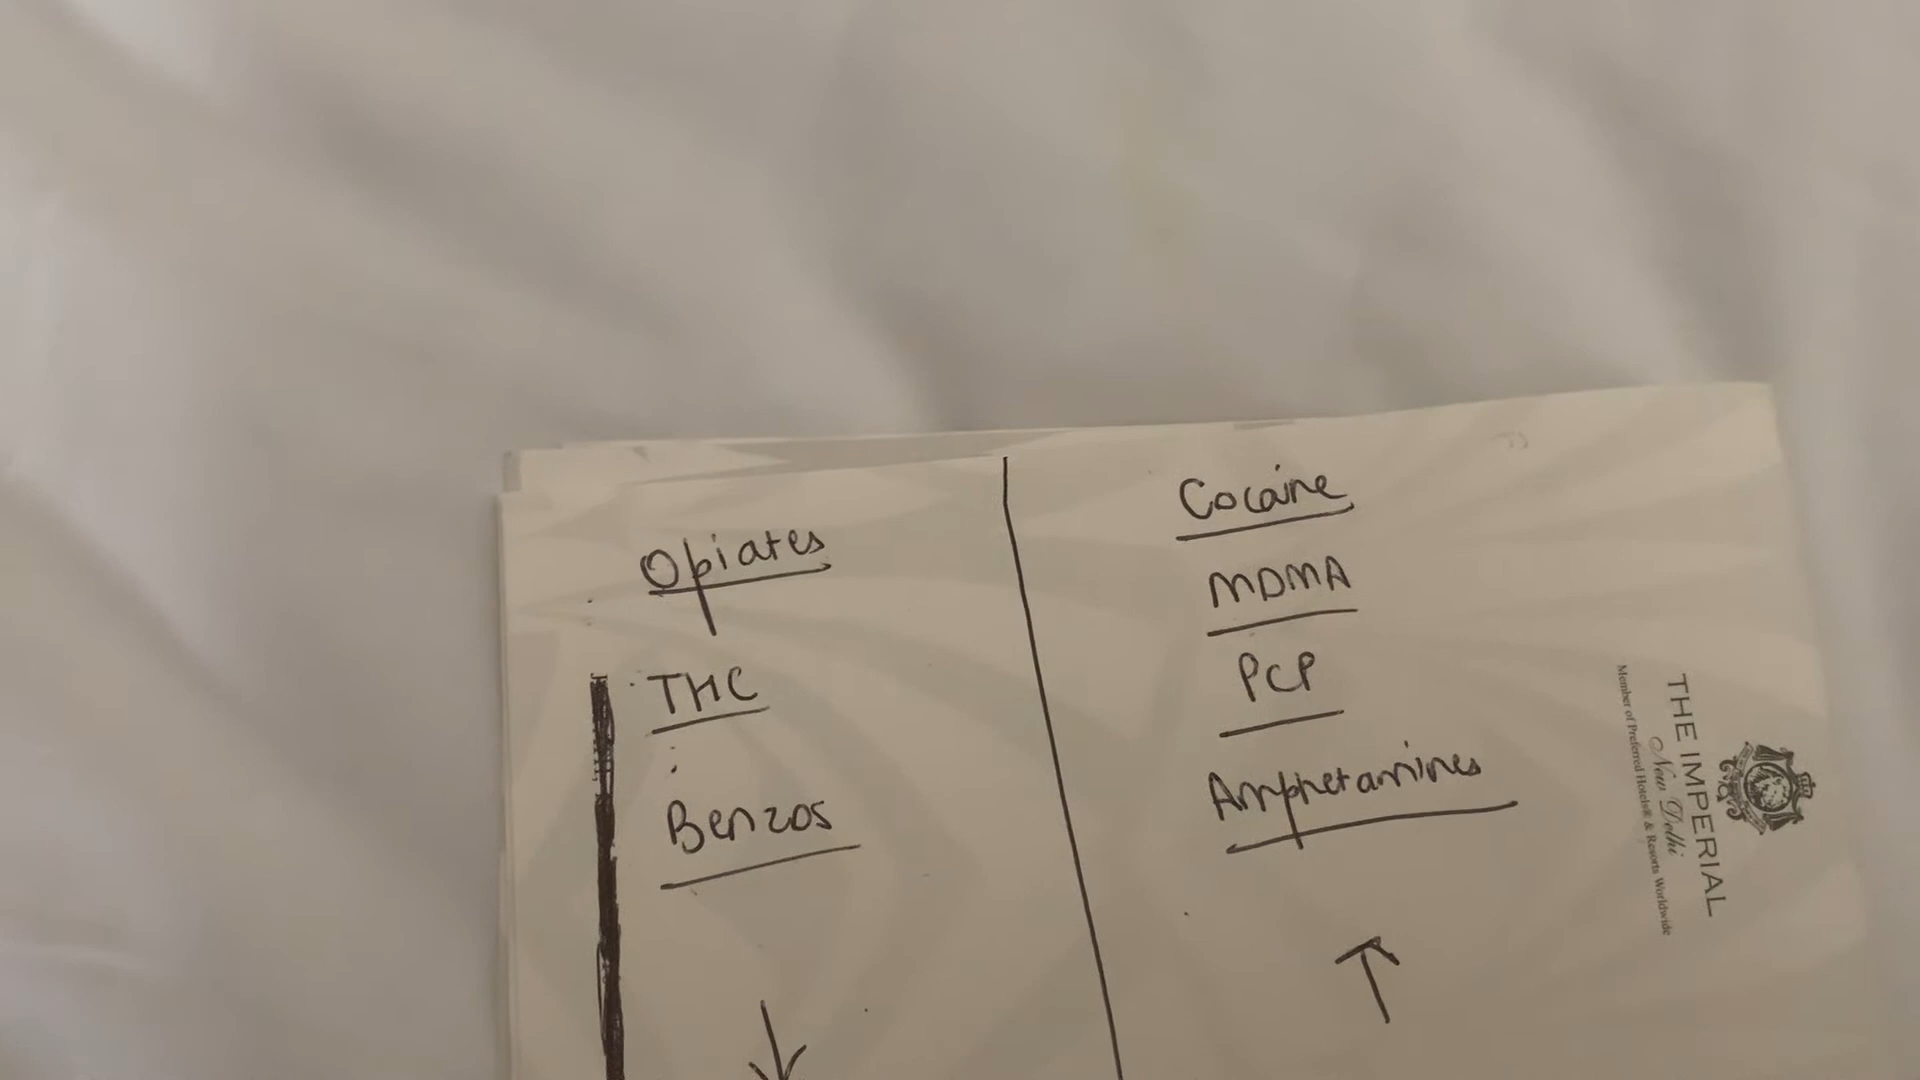 Opiates
THC
Benzos
↓
Cocaine
MDMA
PCP
Amphetamines
↑
THE IMPERIAL
New Delhi
Member of Preferred Hotels® & Resorts Worldwide